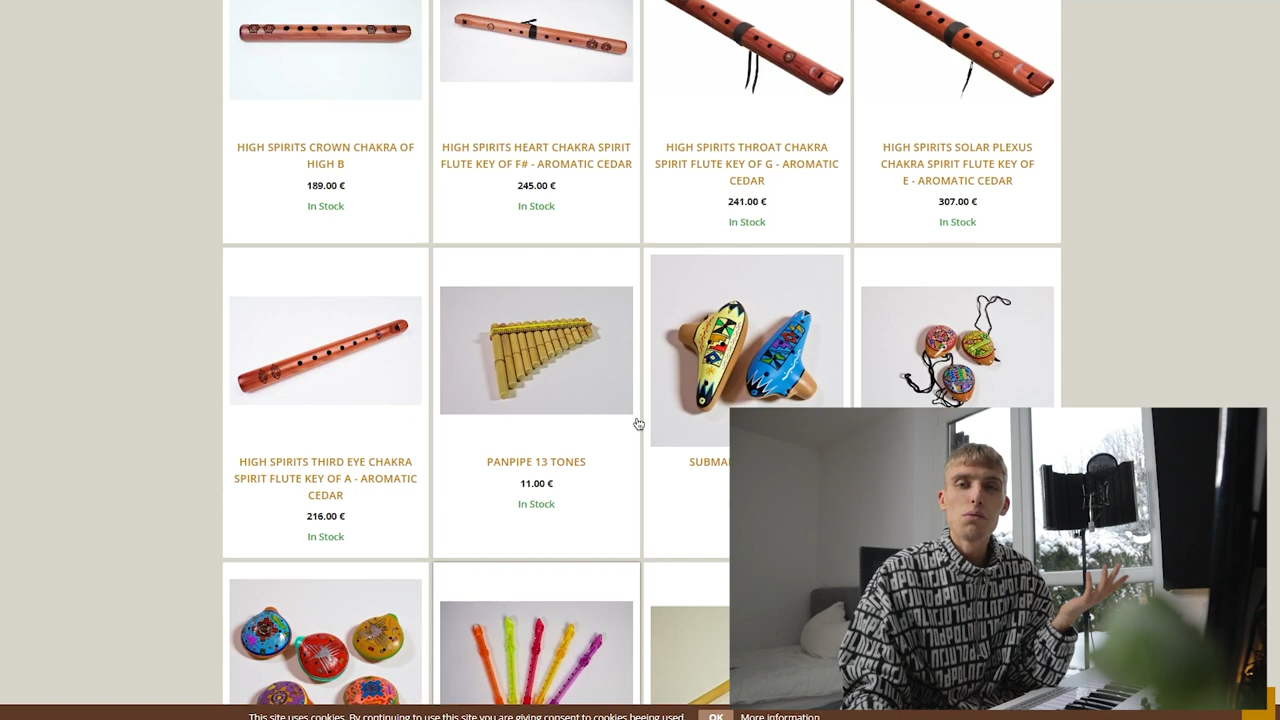 HIGH SPIRITS CROWN CHAKRA OF
HIGH B
189.00 €
In Stock
HIGH SPIRITS HEART CHAKRA SPIRIT
FLUTE KEY OF F# - AROMATIC CEDAR
245.00 €
In Stock
HIGH SPIRITS THROAT CHAKRA
SPIRIT FLUTE KEY OF G - AROMATIC
CEDAR
241.00 €
In Stock
HIGH SPIRITS SOLAR PLEXUS
CHAKRA SPIRIT FLUTE KEY OF
E - AROMATIC CEDAR
307.00 €
In Stock
HIGH SPIRITS THIRD EYE CHAKRA
SPIRIT FLUTE KEY OF A - AROMATIC
CEDAR
216.00 €
In Stock
PANPIPE 13 TONES
11.00 €
In Stock
This site uses cookies. By continuing to use this site you are giving consent to cookies beeing used.
OK
More information